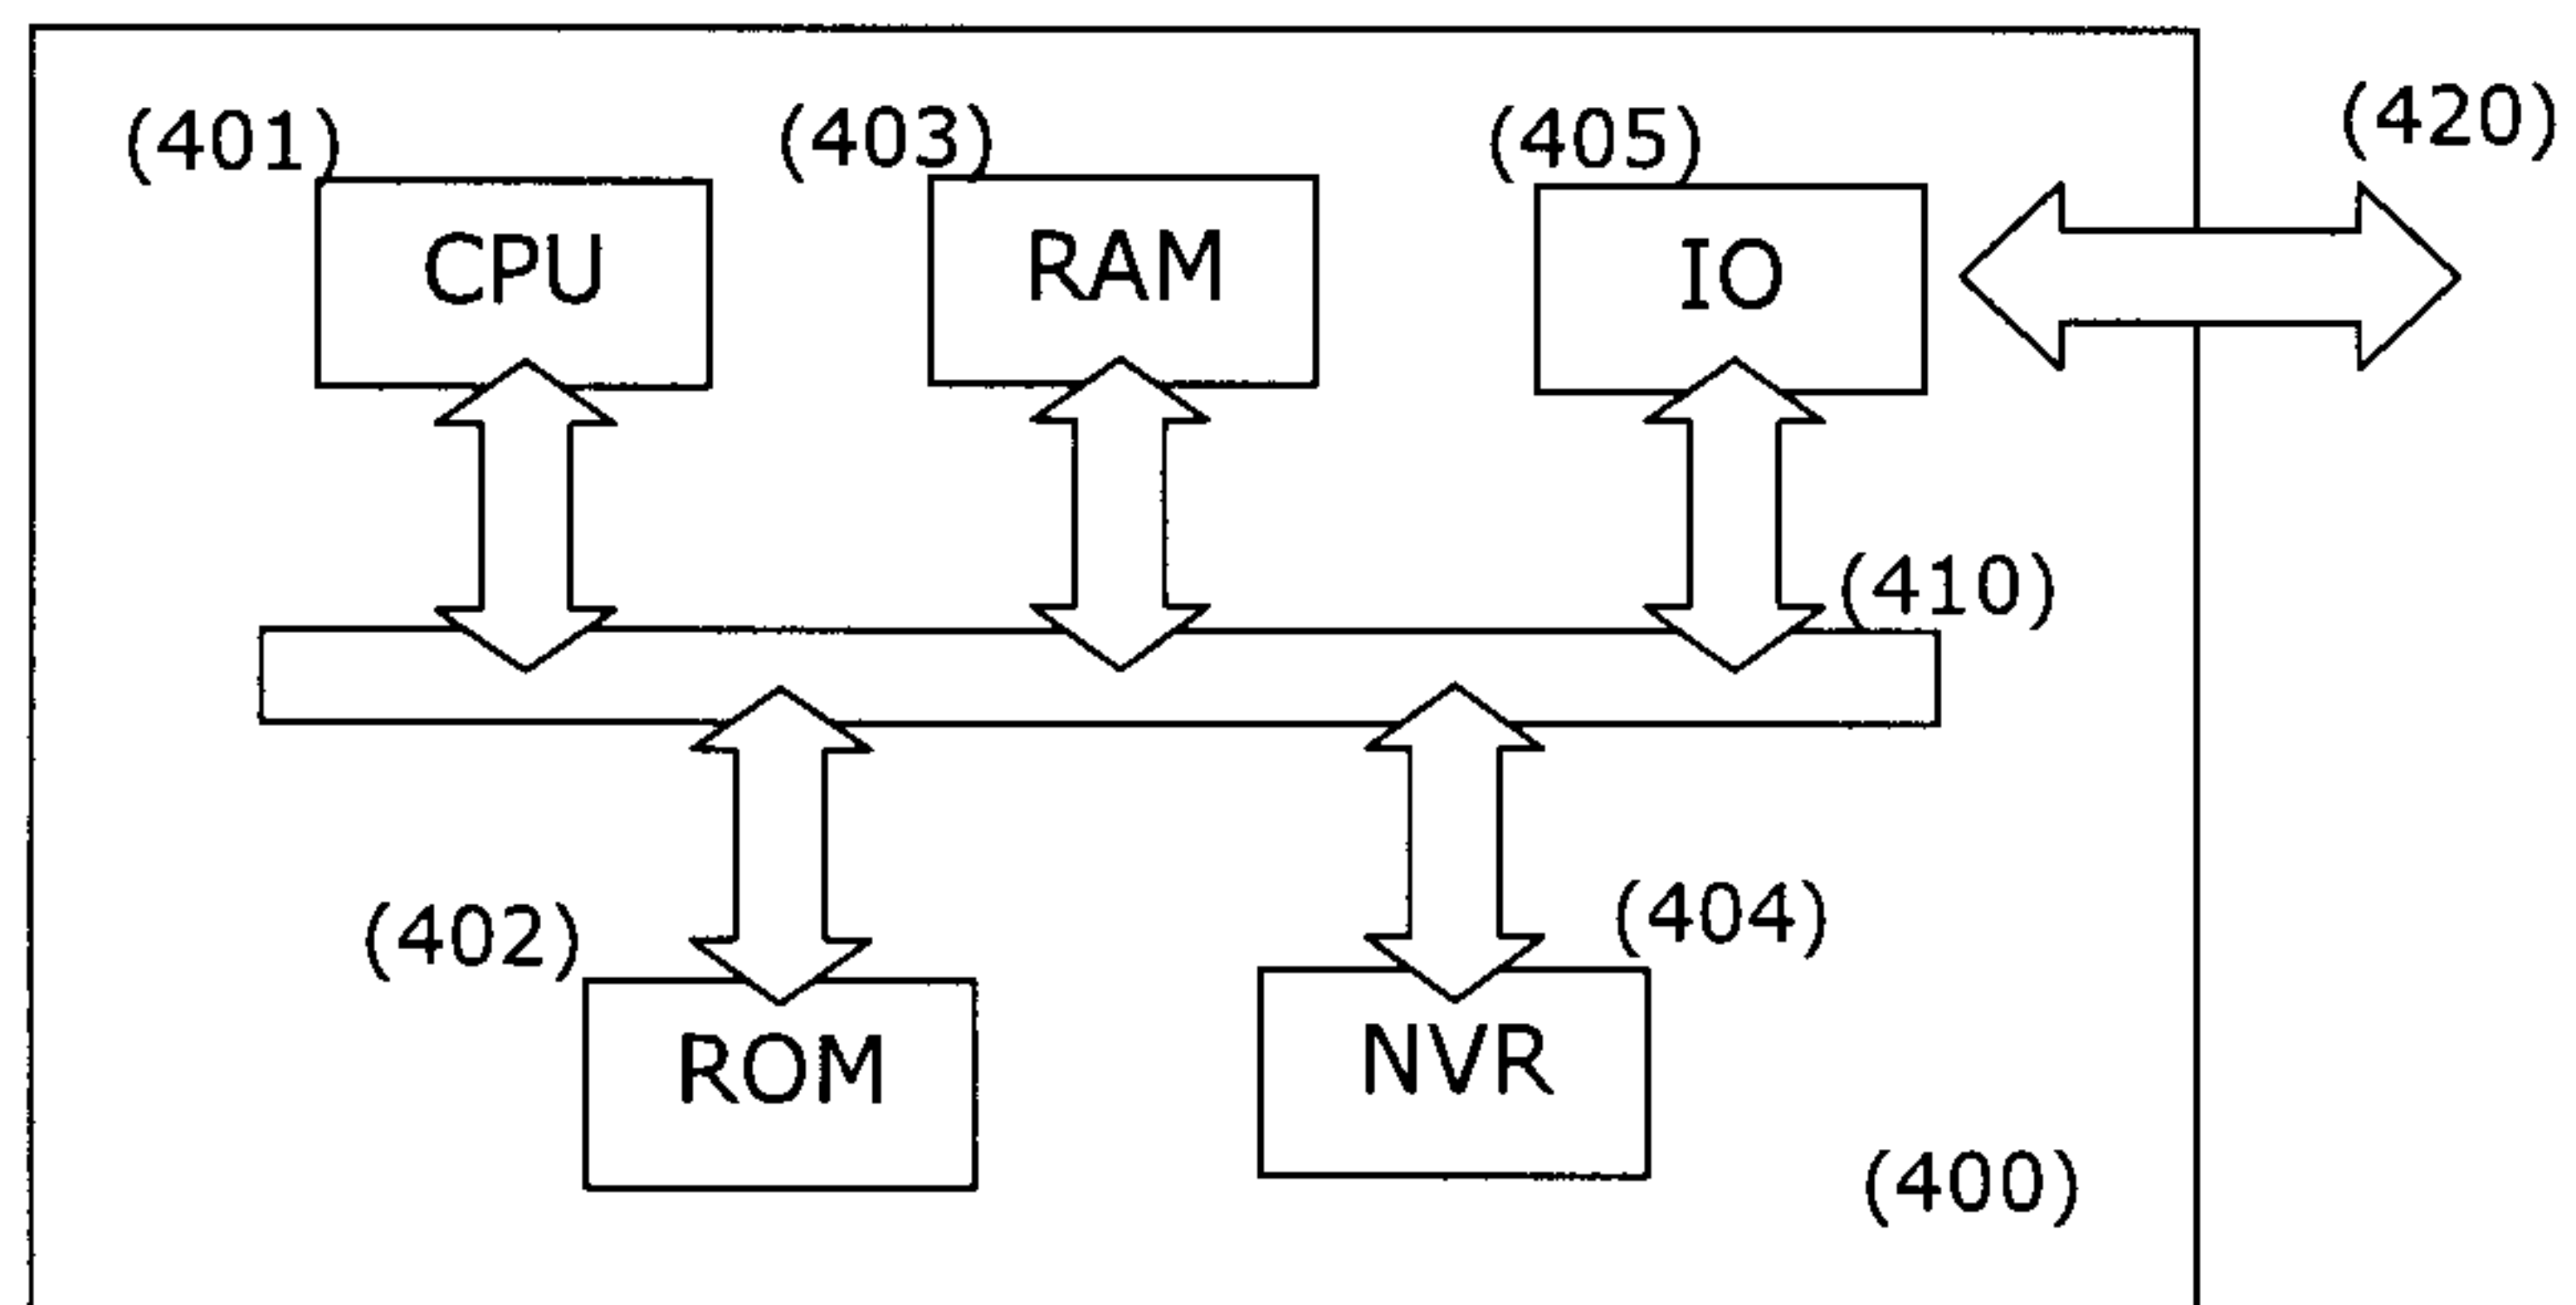 (401) (403) (405) (420)
CPU RAM IO
(410)
(402) (404)
ROM NVR
(400)